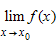 lim f(x)
x→x₀